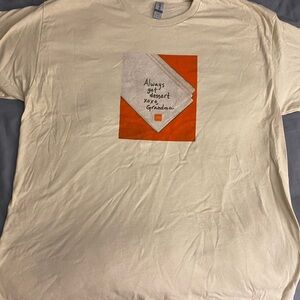 Always
get
dessert
xoxo,
Grandma